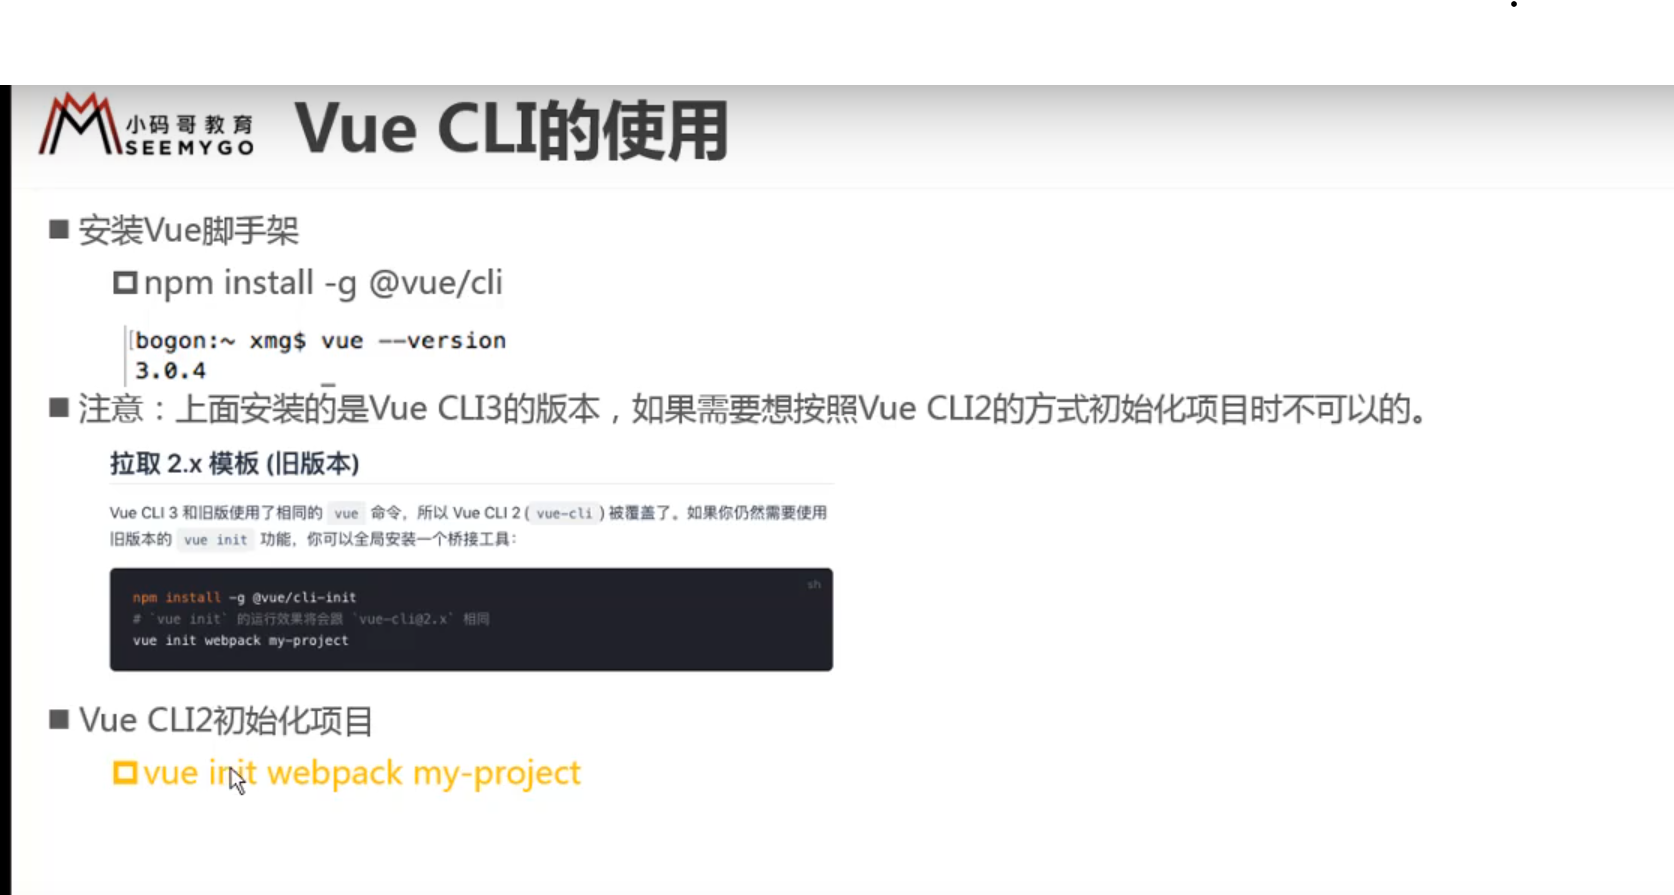 小码哥教育
SEEMYGO
Vue CLI的使用
安装Vue脚手架
npm install -g @vue/cli
[bogon:~ xmg$ vue --version
3.0.4
注意：上面安装的是Vue CLI3的版本，如果需要想按照Vue CLI2的方式初始化项目时不可以的。
拉取 2.x 模板 (旧版本)
Vue CLI 3 和旧版使用了相同的 vue 命令，所以 Vue CLI 2 ( vue-cli ) 被覆盖了。如果你仍然需要使用
旧版本的 vue init 功能，你可以全局安装一个桥接工具：
sh
npm install -g @vue/cli-init
# `vue init` 的运行效果将会跟 `vue-cli@2.x` 相同
vue init webpack my-project
Vue CLI2初始化项目
vue init webpack my-project